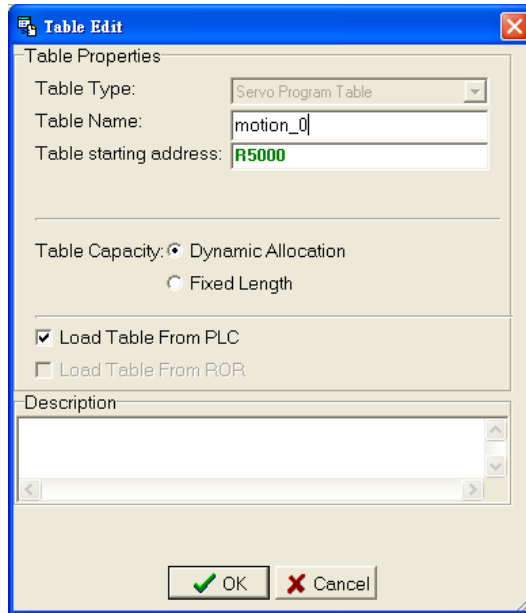 Table Edit
Table Properties
Table Type: Servo Program Table
Table Name: motion_0
Table starting address: R5000
Table Capacity: Dynamic Allocation
Fixed Length
Load Table From PLC
Load Table From ROR
Description
OK Cancel